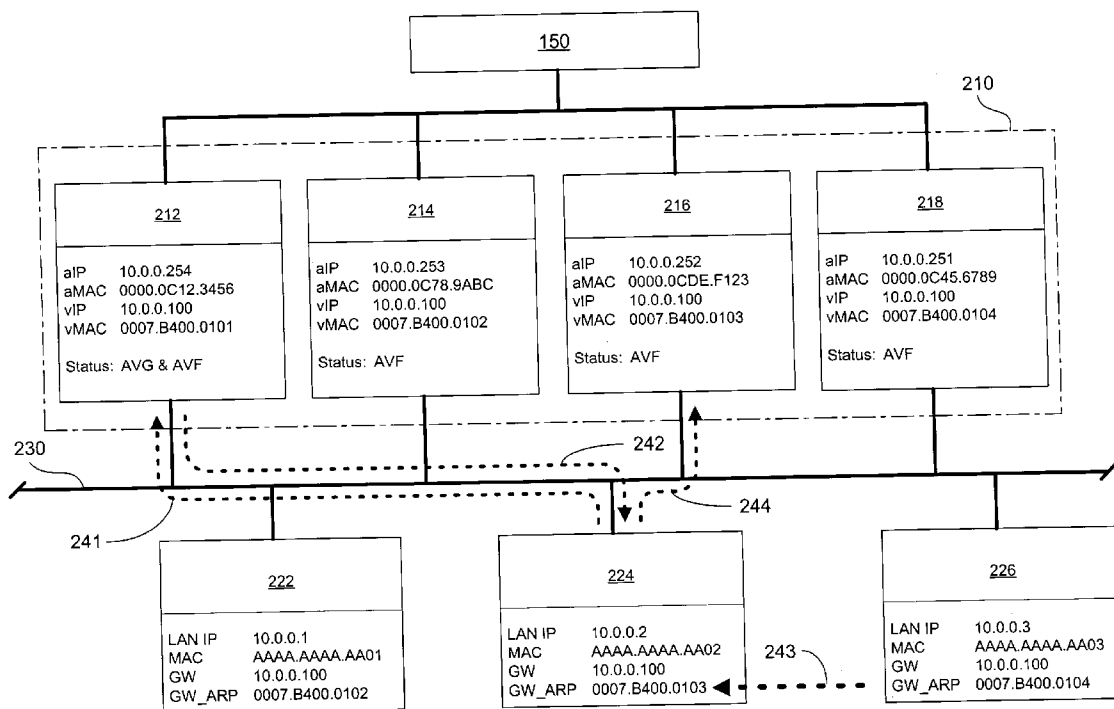 150
210
212
aIP 10.0.0.254
aMAC 0000.0C12.3456
vIP 10.0.0.100
vMAC 0007.B400.0101
Status: AVG & AVF
214
aIP 10.0.0.253
aMAC 0000.0C78.9ABC
vIP 10.0.0.100
vMAC 0007.B400.0102
Status: AVF
216
aIP 10.0.0.252
aMAC 0000.0CDE.F123
vIP 10.0.0.100
vMAC 0007.B400.0103
Status: AVF
218
aIP 10.0.0.251
aMAC 0000.0C45.6789
vIP 10.0.0.100
vMAC 0007.B400.0104
Status: AVF
230
242
241
244
222
LAN IP 10.0.0.1
MAC AAAA.AAAA.AA01
GW 10.0.0.100
GW_ARP 0007.B400.0102
224
LAN IP 10.0.0.2
MAC AAAA.AAAA.AA02
GW 10.0.0.100
GW_ARP 0007.B400.0103
243
226
LAN IP 10.0.0.3
MAC AAAA.AAAA.AA03
GW 10.0.0.100
GW_ARP 0007.B400.0104